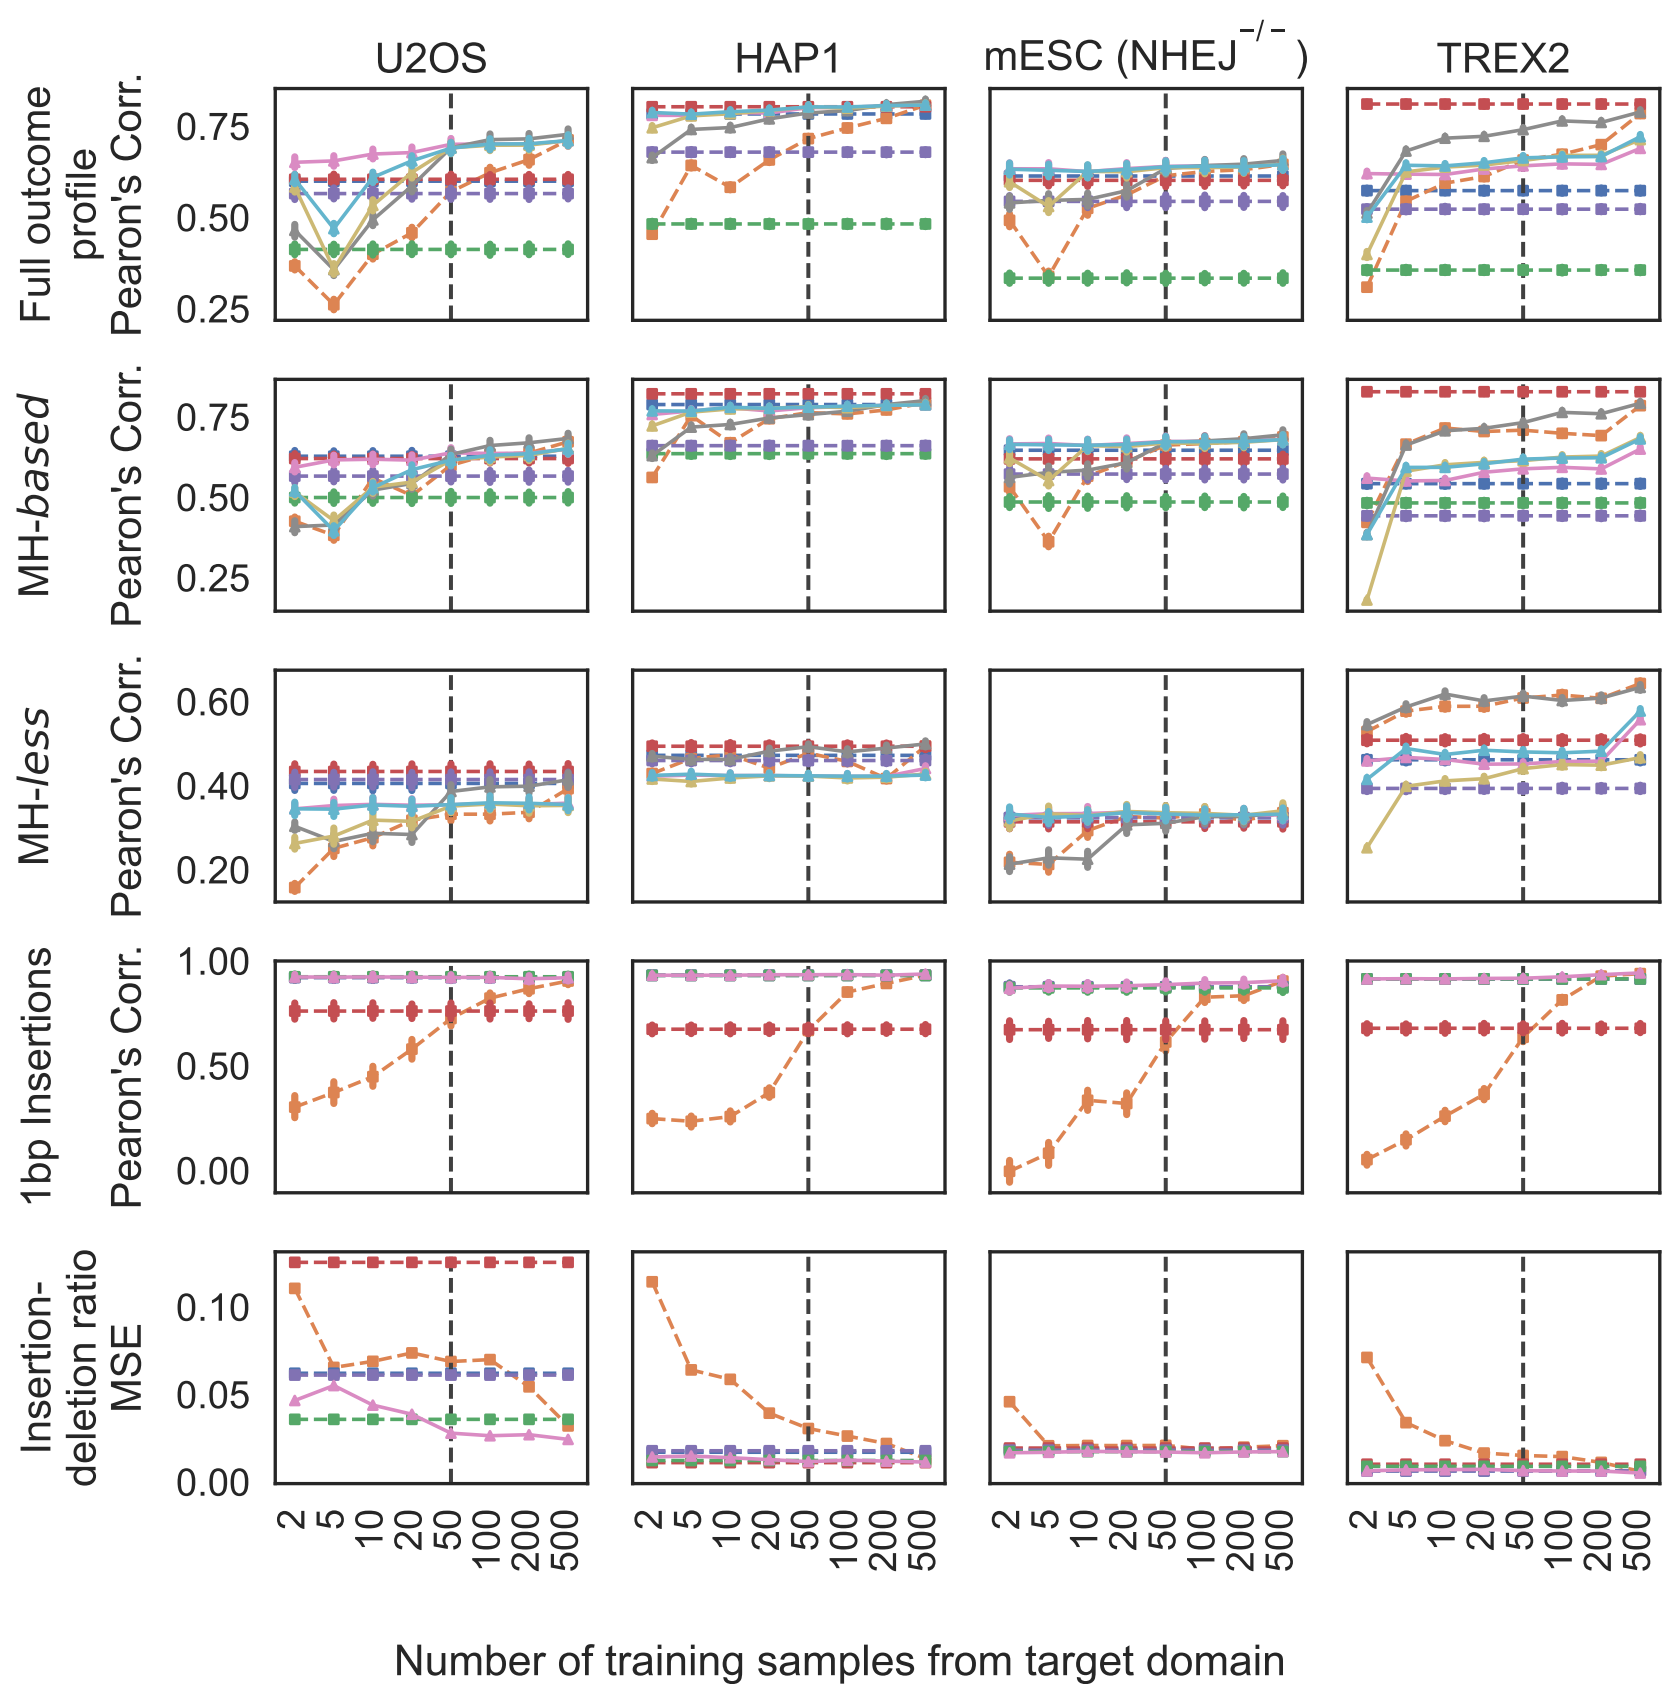 U2OS HAP1 mESC (NHEJ−/−) TREX2
Full outcome
profile
Pearon's Corr.
0.75
0.50
0.25
MH-based
Pearon's Corr.
0.75
0.50
0.25
MH-less
Pearon's Corr.
0.60
0.40
0.20
1bp Insertions
Pearon's Corr.
1.00
0.50
0.00
Insertion-
deletion ratio
MSE
0.10
0.05
0.00
2 5 10 20 50 100 200 500
2 5 10 20 50 100 200 500
2 5 10 20 50 100 200 500
2 5 10 20 50 100 200 500
Number of training samples from target domain